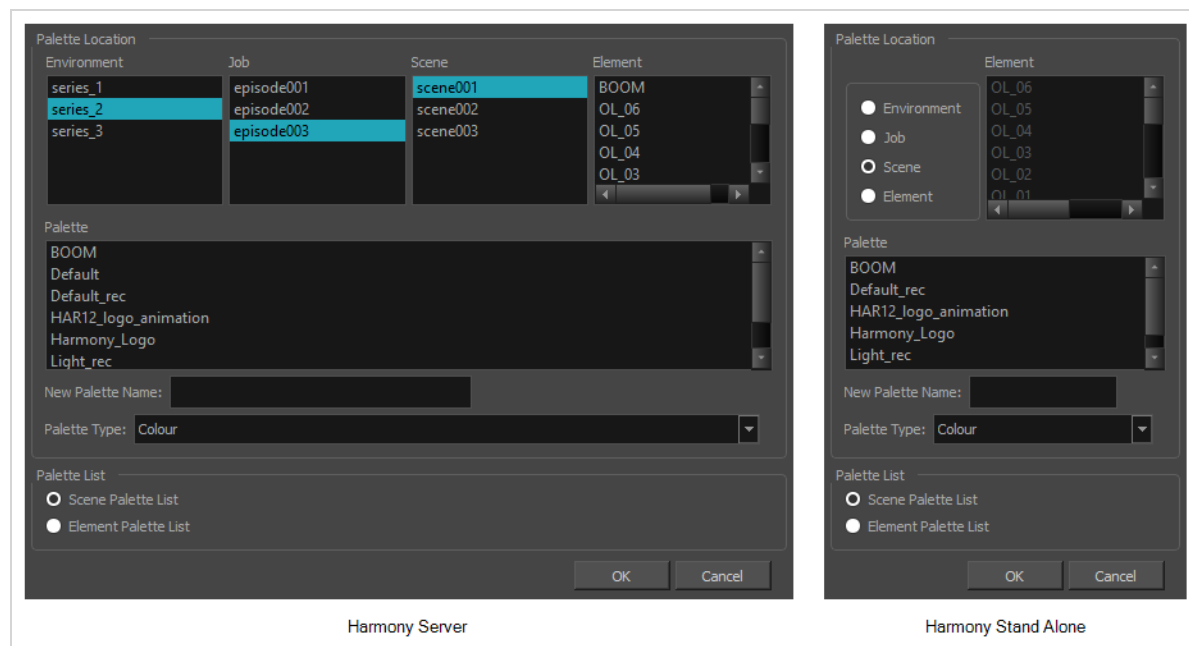 Palette Location
Environment Job Scene Element
series_1 episode001 scene001 BOOM
series_2 episode002 scene002 OL_06
series_3 episode003 scene003 OL_05
OL_04
OL_03
Palette
BOOM
Default
Default_rec
HAR12_logo_animation
Harmony_Logo
Light_rec
New Palette Name:
Palette Type: Colour
Palette List
Scene Palette List
Element Palette List
OK Cancel
Harmony Server
Palette Location
Element
OL_06
Environment OL_05
Job OL_04
OL_03
Scene OL_02
Element OL_01
Palette
BOOM
Default_rec
HAR12_logo_animation
Harmony_Logo
Light_rec
New Palette Name:
Palette Type: Colour
Palette List
Scene Palette List
Element Palette List
OK Cancel
Harmony Stand Alone